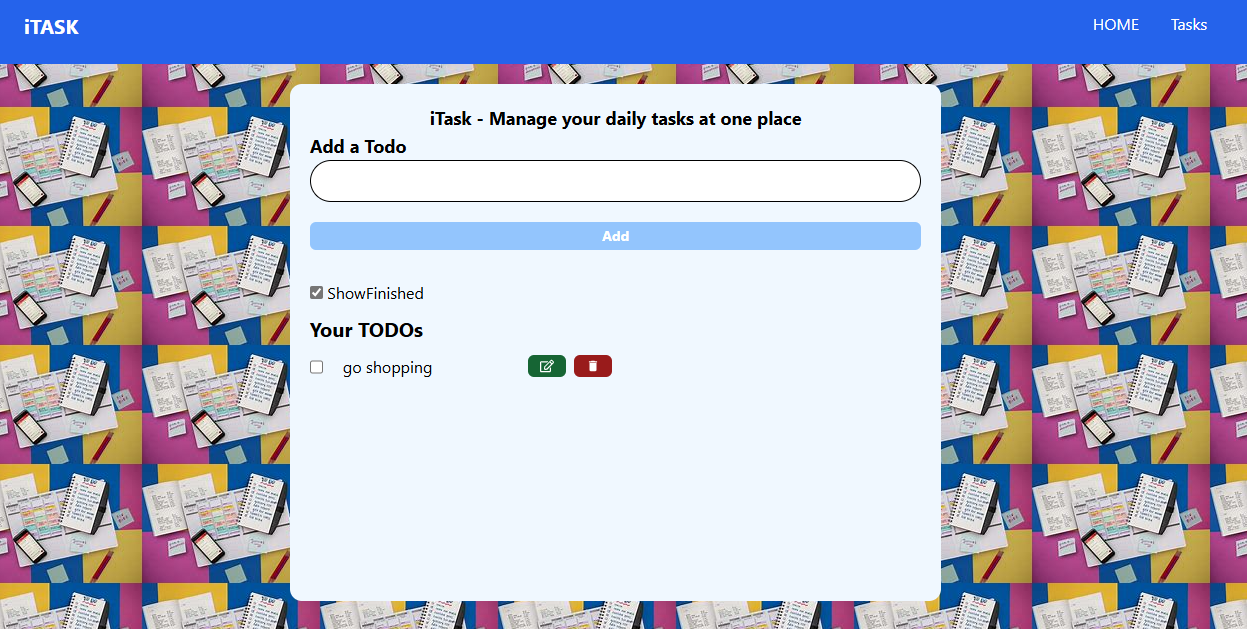 iTASK
HOME Tasks
iTask - Manage your daily tasks at one place
Add a Todo
Add
ShowFinished
Your TODOs
go shopping